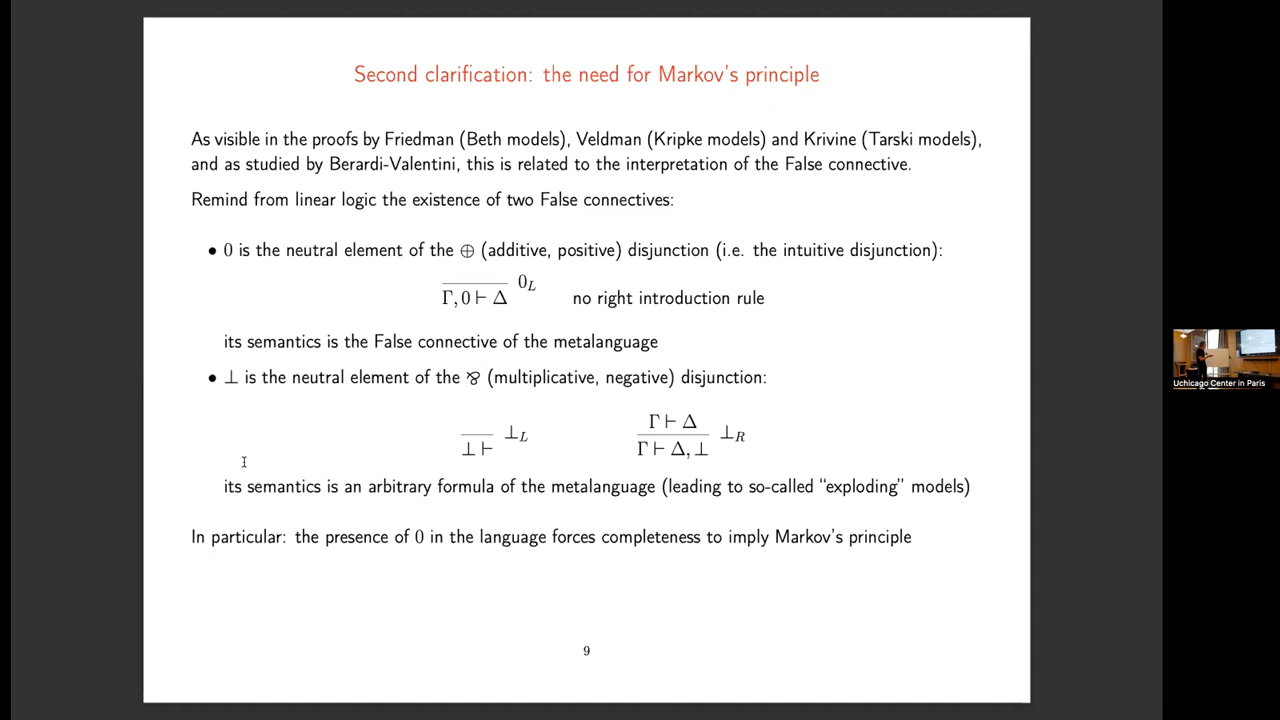 Second clarification: the need for Markov's principle
As visible in the proofs by Friedman (Beth models), Veldman (Kripke models) and Krivine (Tarski models),
and as studied by Berardi-Valentini, this is related to the interpretation of the False connective.
Remind from linear logic the existence of two False connectives:
• 0 is the neutral element of the ⊕ (additive, positive) disjunction (i.e. the intuitive disjunction):
Γ, 0 ⊢ Δ 0_L no right introduction rule
its semantics is the False connective of the metalanguage
• ⊥ is the neutral element of the ⅋ (multiplicative, negative) disjunction:
Γ ⊢ Δ
⊥ ⊢ ⊥_L Γ ⊢ Δ, ⊥ ⊥_R
its semantics is an arbitrary formula of the metalanguage (leading to so-called “exploding” models)
In particular: the presence of 0 in the language forces completeness to imply Markov's principle
9
Uchicago Center in Paris